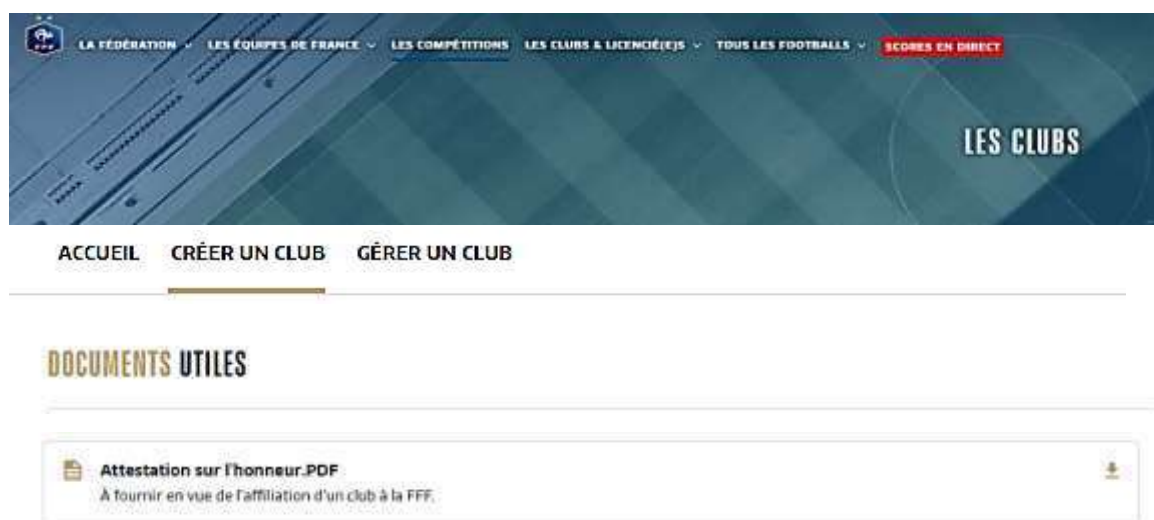 FFF
LA FÉDÉRATION LES ÉQUIPES DE FRANCE LES COMPÉTITIONS LES CLUBS & LICENCIÉ(E)S TOUS LES FOOTBALLS SCORES EN DIRECT
LES CLUBS
ACCUEIL CRÉER UN CLUB GÉRER UN CLUB
DOCUMENTS UTILES
Attestation sur l'honneur.PDF
À fournir en vue de l'affiliation d'un club à la FFF.